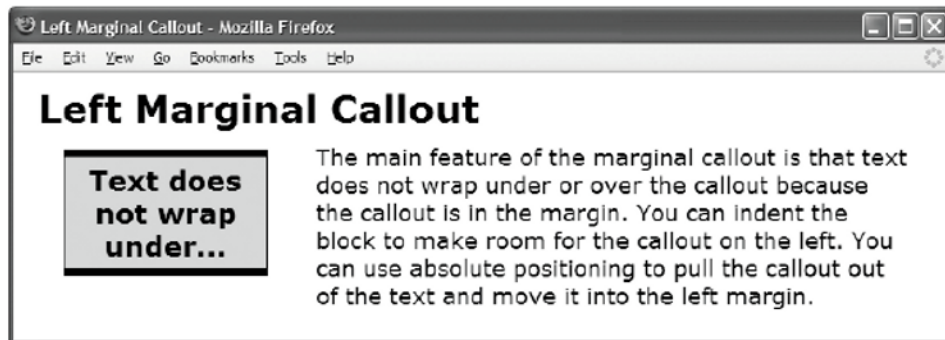 Left Marginal Callout - Mozilla Firefox
File Edit View Go Bookmarks Tools Help
Left Marginal Callout
Text does
not wrap
under...
The main feature of the marginal callout is that text
does not wrap under or over the callout because
the callout is in the margin. You can indent the
block to make room for the callout on the left. You
can use absolute positioning to pull the callout out
of the text and move it into the left margin.